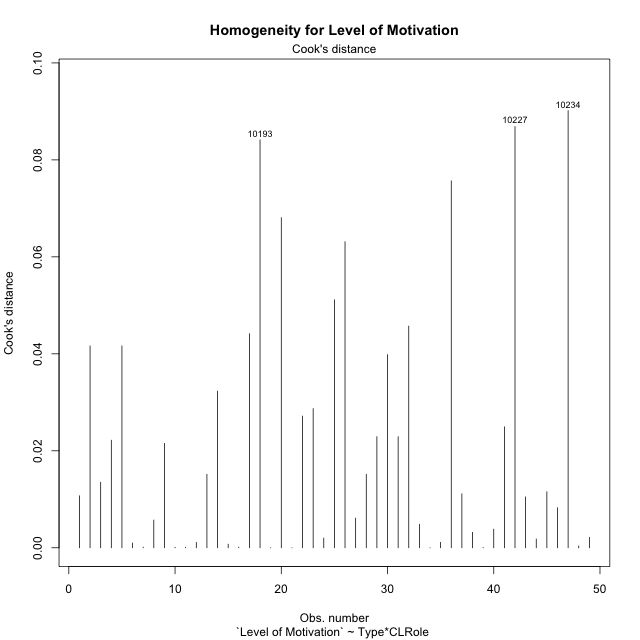 Homogeneity for Level of Motivation
Cook's distance
Cook's distance
0.00
0.02
0.04
0.06
0.08
0.10
10193
10227
10234
0 10 20 30 40 50
Obs. number
`Level of Motivation` ~ Type*CLRole